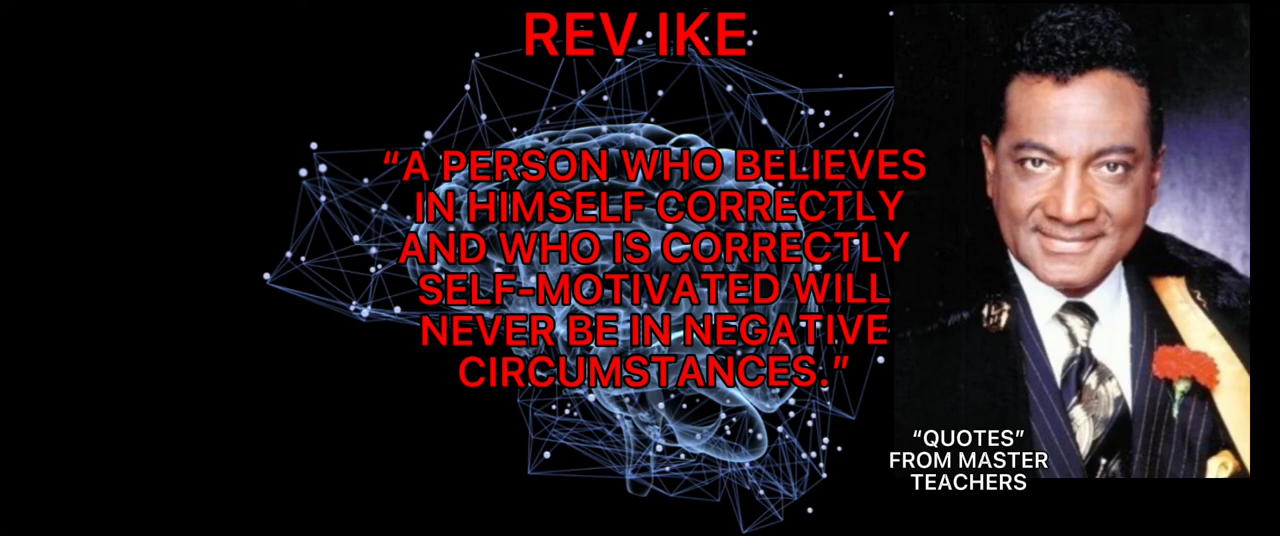 REV IKE
“A PERSON WHO BELIEVES
IN HIMSELF CORRECTLY
AND WHO IS CORRECTLY
SELF-MOTIVATED WILL
NEVER BE IN NEGATIVE
CIRCUMSTANCES.”
“QUOTES”
FROM MASTER
TEACHERS